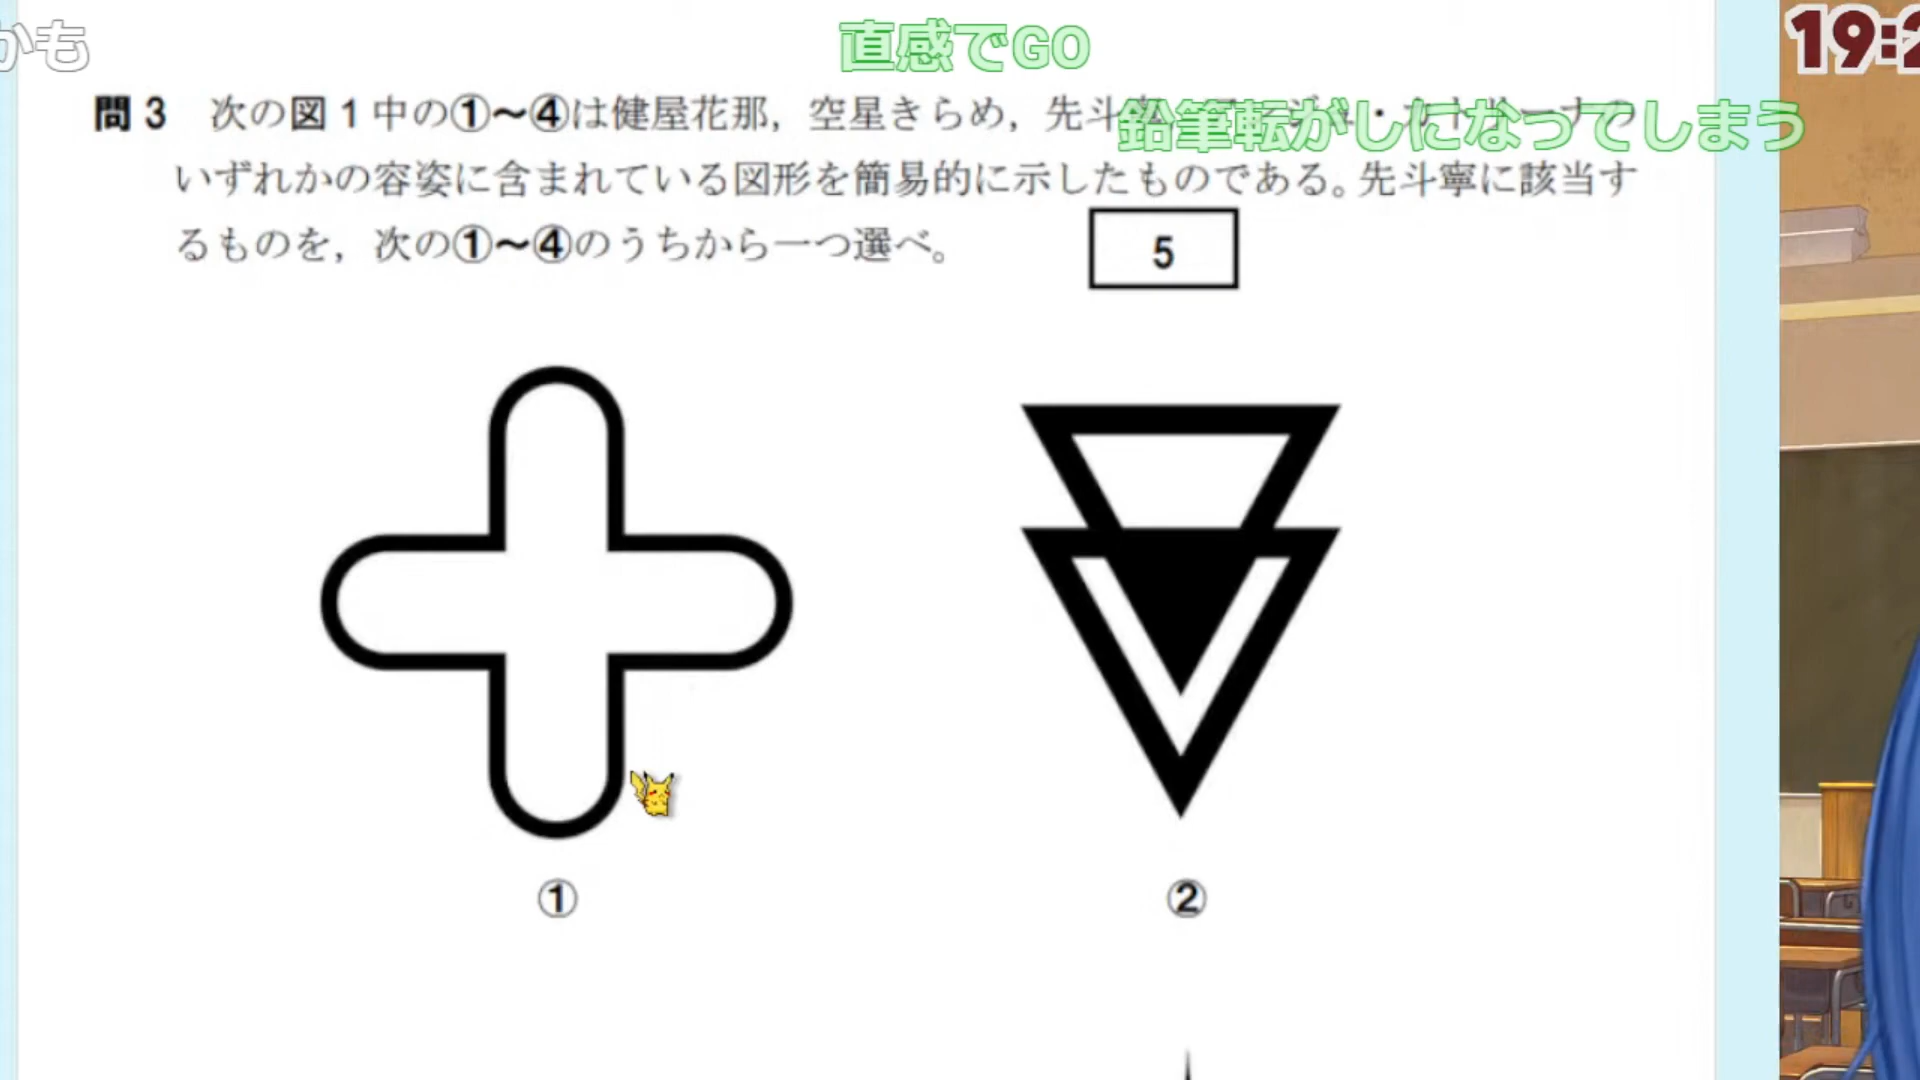 かも
直感でGO
19:2
問3 次の図1中の①～④は健屋花那，空星きらめ，先斗
鉛筆転がしになってしまう
いずれかの容姿に含まれている図形を簡易的に示したものである。先斗寧に該当す
るものを，次の①～④のうちから一つ選べ。
5
①
②